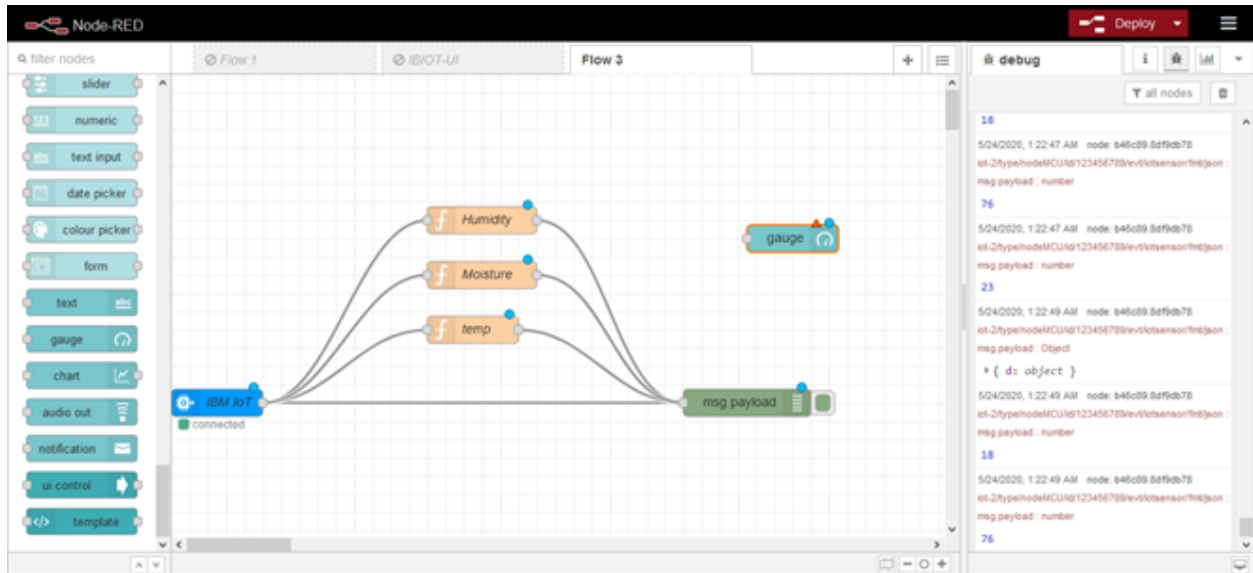 Node-RED
Deploy
filter nodes
Flow 1
IBIOT-UI
Flow 3
debug
i
all nodes
slider
numeric
123
text input
abc
date picker
colour picker
form
text
abc
gauge
chart
audio out
notification
ui control
template
</>
Humidity
Moisture
temp
IBM IoT
connected
msg.payload
gauge
18
5/24/2020, 1:22:47 AM node: b46c89.8df9db78
iot-2/type/nodeMCU/id/123456789/evt/iotsensor/fmt/json :
msg.payload : number
76
5/24/2020, 1:22:47 AM node: b46c89.8df9db78
iot-2/type/nodeMCU/id/123456789/evt/iotsensor/fmt/json :
msg.payload : number
23
5/24/2020, 1:22:49 AM node: b46c89.8df9db78
iot-2/type/nodeMCU/id/123456789/evt/iotsensor/fmt/json :
msg.payload : Object
{ d: object }
5/24/2020, 1:22:49 AM node: b46c89.8df9db78
iot-2/type/nodeMCU/id/123456789/evt/iotsensor/fmt/json :
msg.payload : number
18
5/24/2020, 1:22:49 AM node: b46c89.8df9db78
iot-2/type/nodeMCU/id/123456789/evt/iotsensor/fmt/json :
msg.payload : number
76